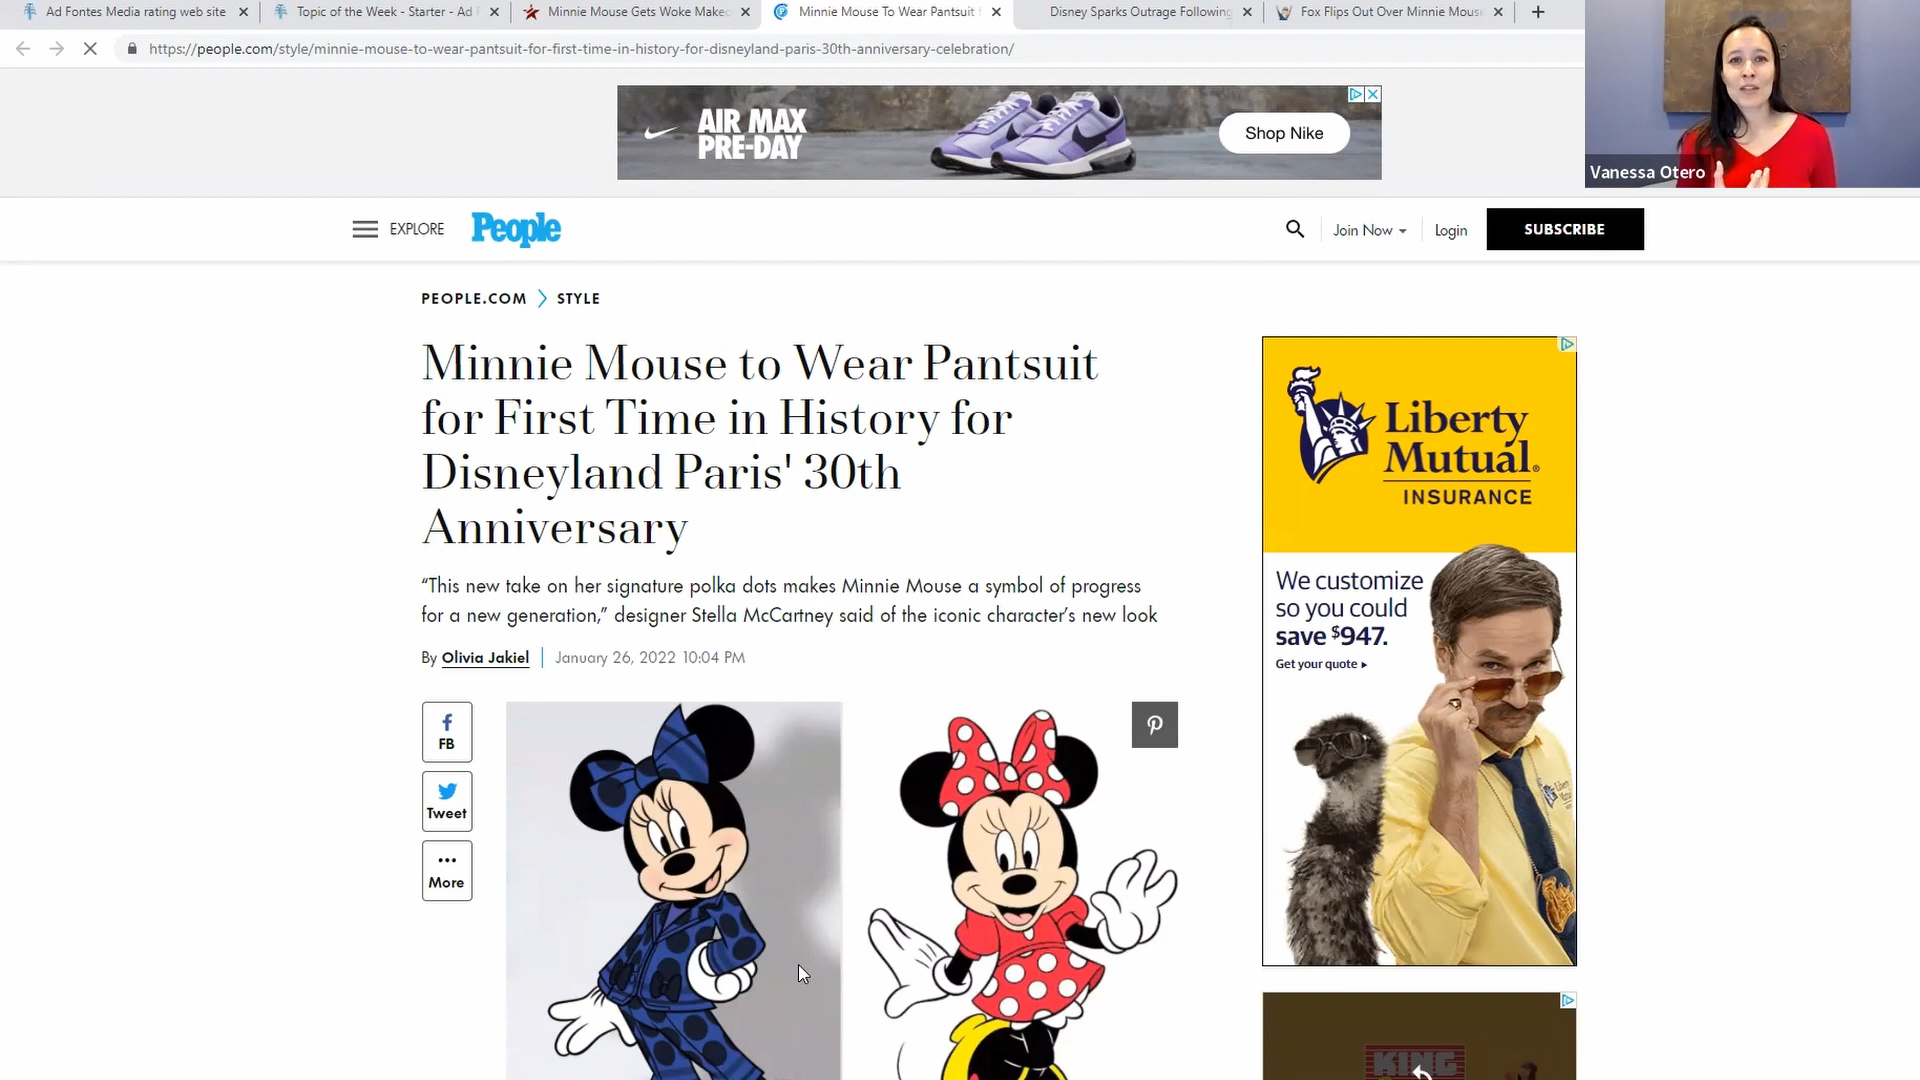 Ad Fontes Media rating web site
Topic of the Week - Starter - Ad F
Minnie Mouse Gets Woke Makeo
Minnie Mouse To Wear Pantsuit f
Disney Sparks Outrage Following
Fox Flips Out Over Minnie Mouse
https://people.com/style/minnie-mouse-to-wear-pantsuit-for-first-time-in-history-for-disneyland-paris-30th-anniversary-celebration/
AIR MAX
PRE-DAY
Shop Nike
Vanessa Otero
EXPLORE
People
Join Now
Login
SUBSCRIBE
PEOPLE.COM
STYLE
Minnie Mouse to Wear Pantsuit
for First Time in History for
Disneyland Paris' 30th
Anniversary
“This new take on her signature polka dots makes Minnie Mouse a symbol of progress
for a new generation,” designer Stella McCartney said of the iconic character’s new look
By Olivia Jakiel
January 26, 2022 10:04 PM
FB
Tweet
More
Liberty
Mutual®
INSURANCE
We customize
so you could
save $947.
Get your quote
KING